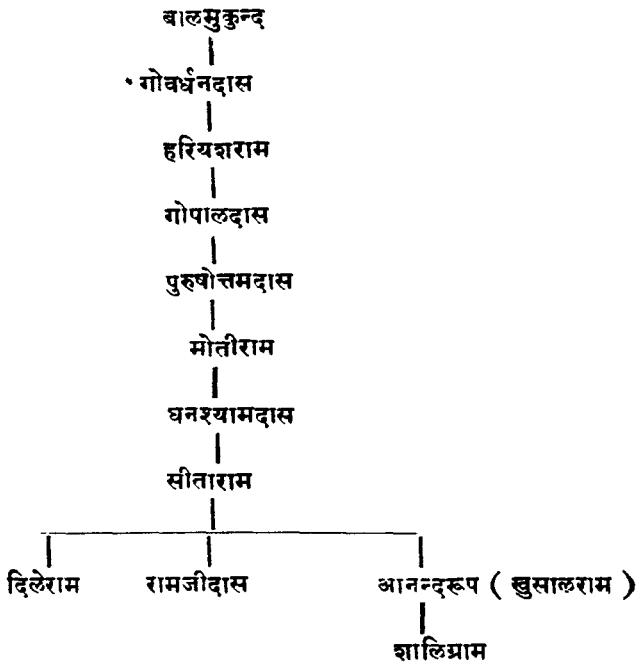 बालमुकुन्द
गोवर्धनदास
हरियशराम
गोपालदास
पुरुषोत्तमदास
मोतीराम
घनश्यामदास
सीताराम
दिलेराम रामजीदास आनन्दरूप ( खुसालराम )
शालिग्राम